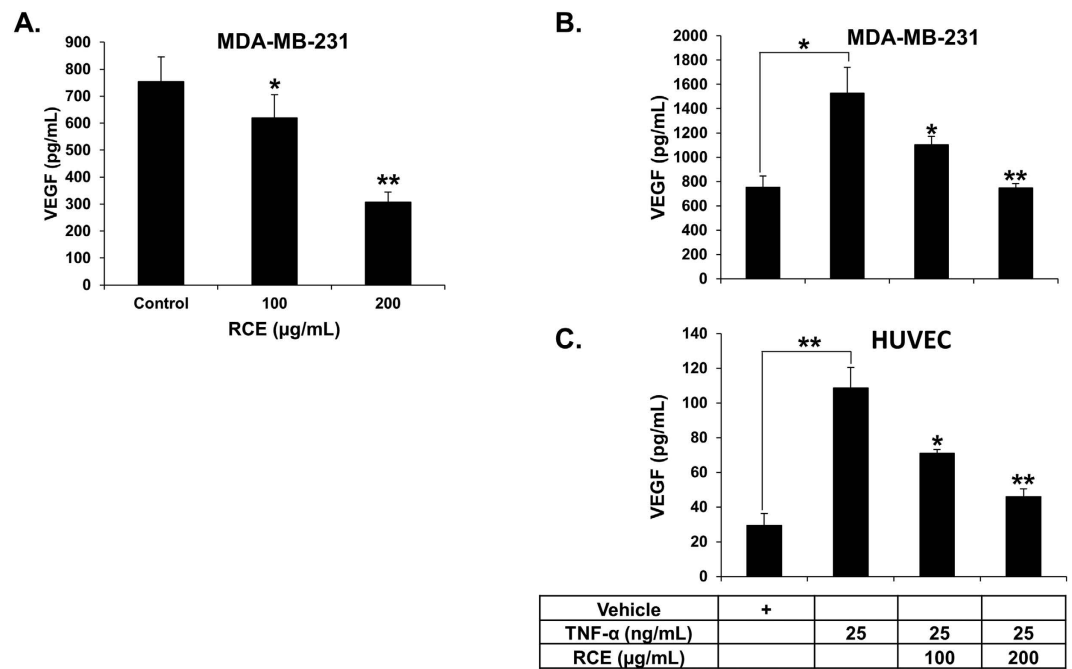 A.
MDA-MB-231
VEGF (pg/mL)
900
800
700
600
500
400
300
200
100
0
*
**
Control 100 200
RCE (µg/mL)
B.
MDA-MB-231
VEGF (pg/mL)
2000
1800
1600
1400
1200
1000
800
600
400
200
0
*
*
**
C.
HUVEC
VEGF (pg/mL)
140
120
100
80
60
40
20
0
**
*
**
Vehicle +
TNF-α (ng/mL) 25 25 25
RCE (µg/mL) 100 200